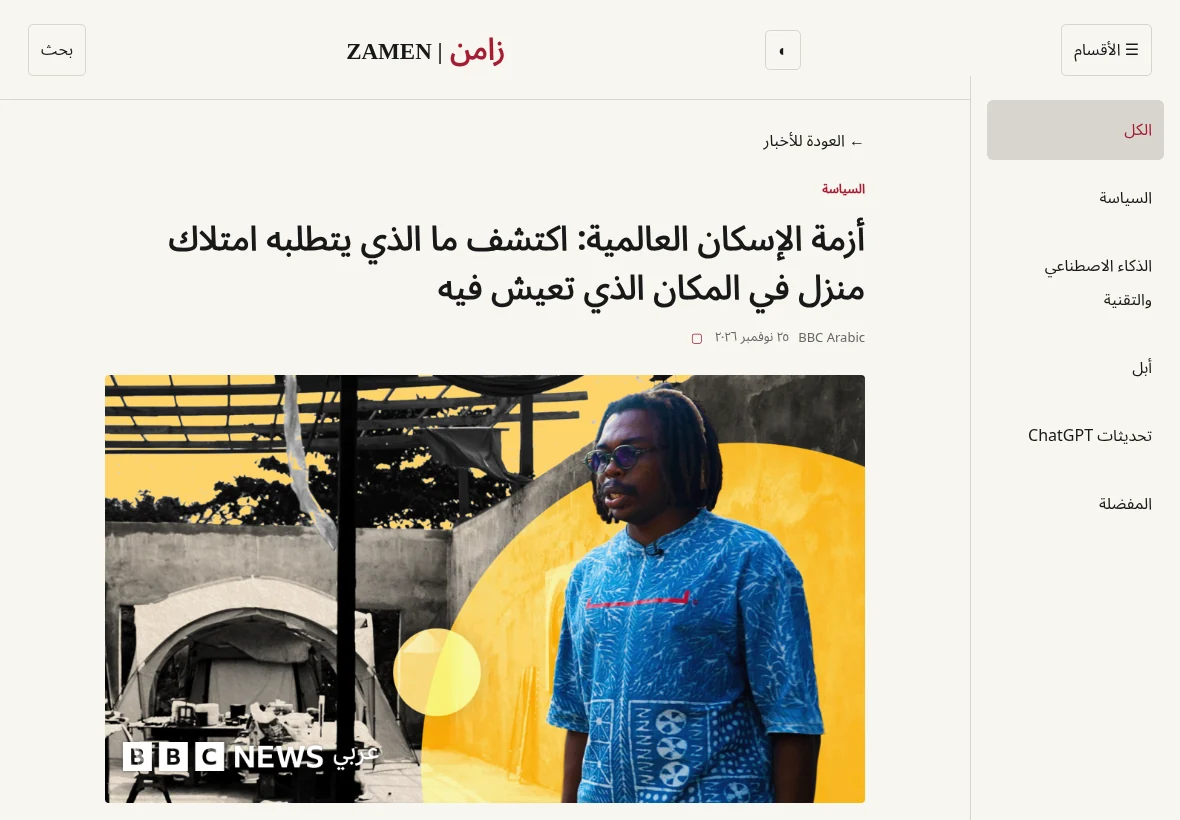 ☰ الأقسام
زامن | ZAMEN
بحث
الكل
السياسة
الذكاء الاصطناعي
والتقنية
أبل
تحديثات ChatGPT
المفضلة
← العودة للأخبار
السياسة
أزمة الإسكان العالمية: اكتشف ما الذي يتطلبه امتلاك
منزل في المكان الذي تعيش فيه
BBC Arabic ٢٥ نوفمبر ٢٠٢٦
BBC NEWS عربي